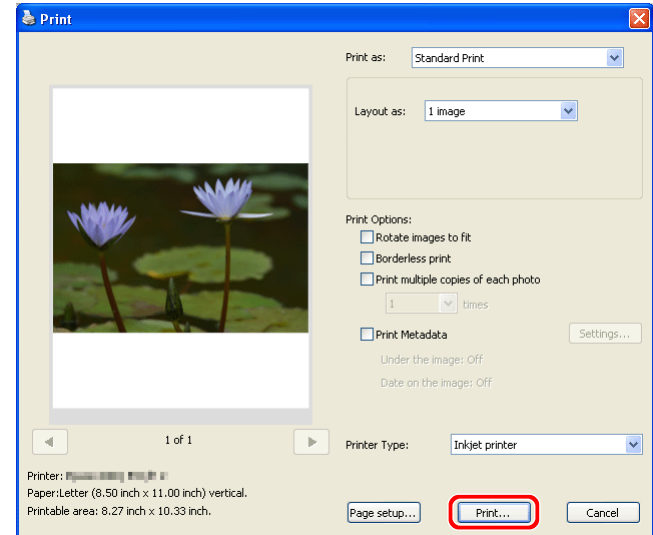 Print
Print as: Standard Print
Layout as: 1 image
Print Options:
Rotate images to fit
Borderless print
Print multiple copies of each photo
1 times
Print Metadata Settings...
Under the image: Off
Date on the image: Off
1 of 1
Printer Type: Inkjet printer
Printer:
Paper:Letter (8.50 inch x 11.00 inch) vertical.
Printable area: 8.27 inch x 10.33 inch.
Page setup... Print... Cancel